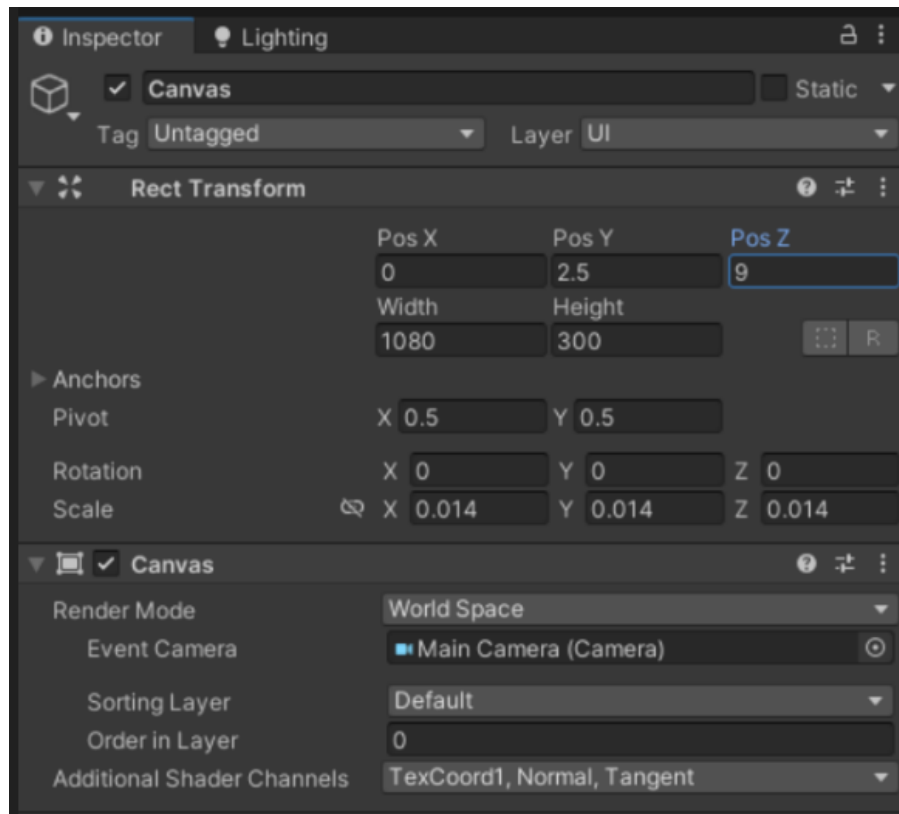 Inspector Lighting
Canvas Static
Tag Untagged Layer UI
Rect Transform
Pos X Pos Y Pos Z
0 2.5 9
Width Height
1080 300 R
Anchors
Pivot X 0.5 Y 0.5
Rotation X 0 Y 0 Z 0
Scale X 0.014 Y 0.014 Z 0.014
Canvas
Render Mode World Space
Event Camera Main Camera (Camera)
Sorting Layer Default
Order in Layer 0
Additional Shader Channels TexCoord1, Normal, Tangent